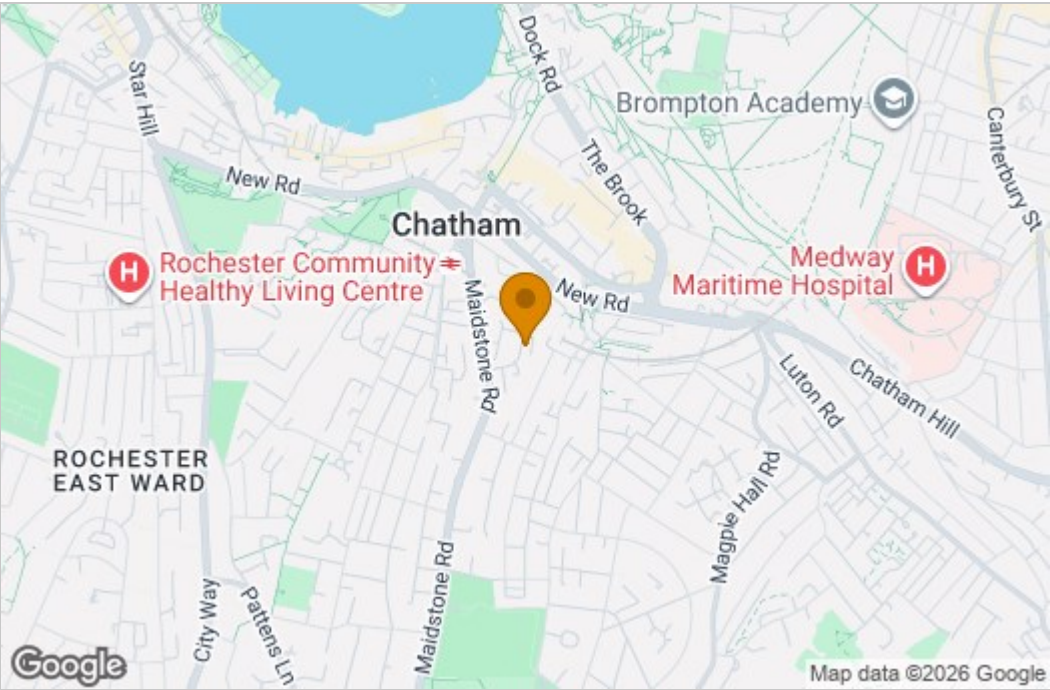 Dock Rd
Star Hill
Brompton Academy
Canterbury St
The Brook
New Rd
Chatham
Rochester Community
Healthy Living Centre
Medway
Maritime Hospital
New Rd
Maidstone Rd
Luton Rd
Chatham Hill
ROCHESTER
EAST WARD
Magpie Hall Rd
Maidstone Rd
City Way
Pattens Ln
Google
Map data ©2026 Google